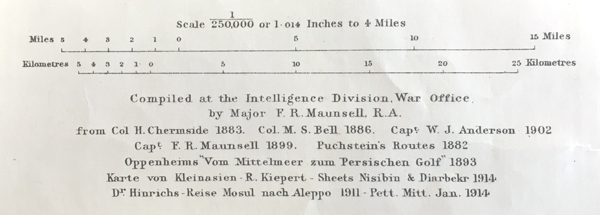 Scale 1/250,000 or 1·014 Inches to 4 Miles
Miles 5 4 3 2 1 0 5 10 15 Miles
Kilometres 5 4 3 2 1 0 5 10 15 20 25 Kilometres
Compiled at the Intelligence Division, War Office,
by Major F. R. Maunsell, R.A.
from Col H. Chermside 1883. Col. M. S. Bell 1886. Capt. W. J. Anderson 1902
Capt. F. R. Maunsell 1899. Puchstein's Routes 1882
Oppenheims "Vom Mittelmeer zum Persischen Golf" 1893
Karte von Kleinasien - R. Kiepert - Sheets Nisibin & Diarbekr 1914
Dr. Hinrichs - Reise Mosul nach Aleppo 1911 - Pett. Mitt. Jan. 1914